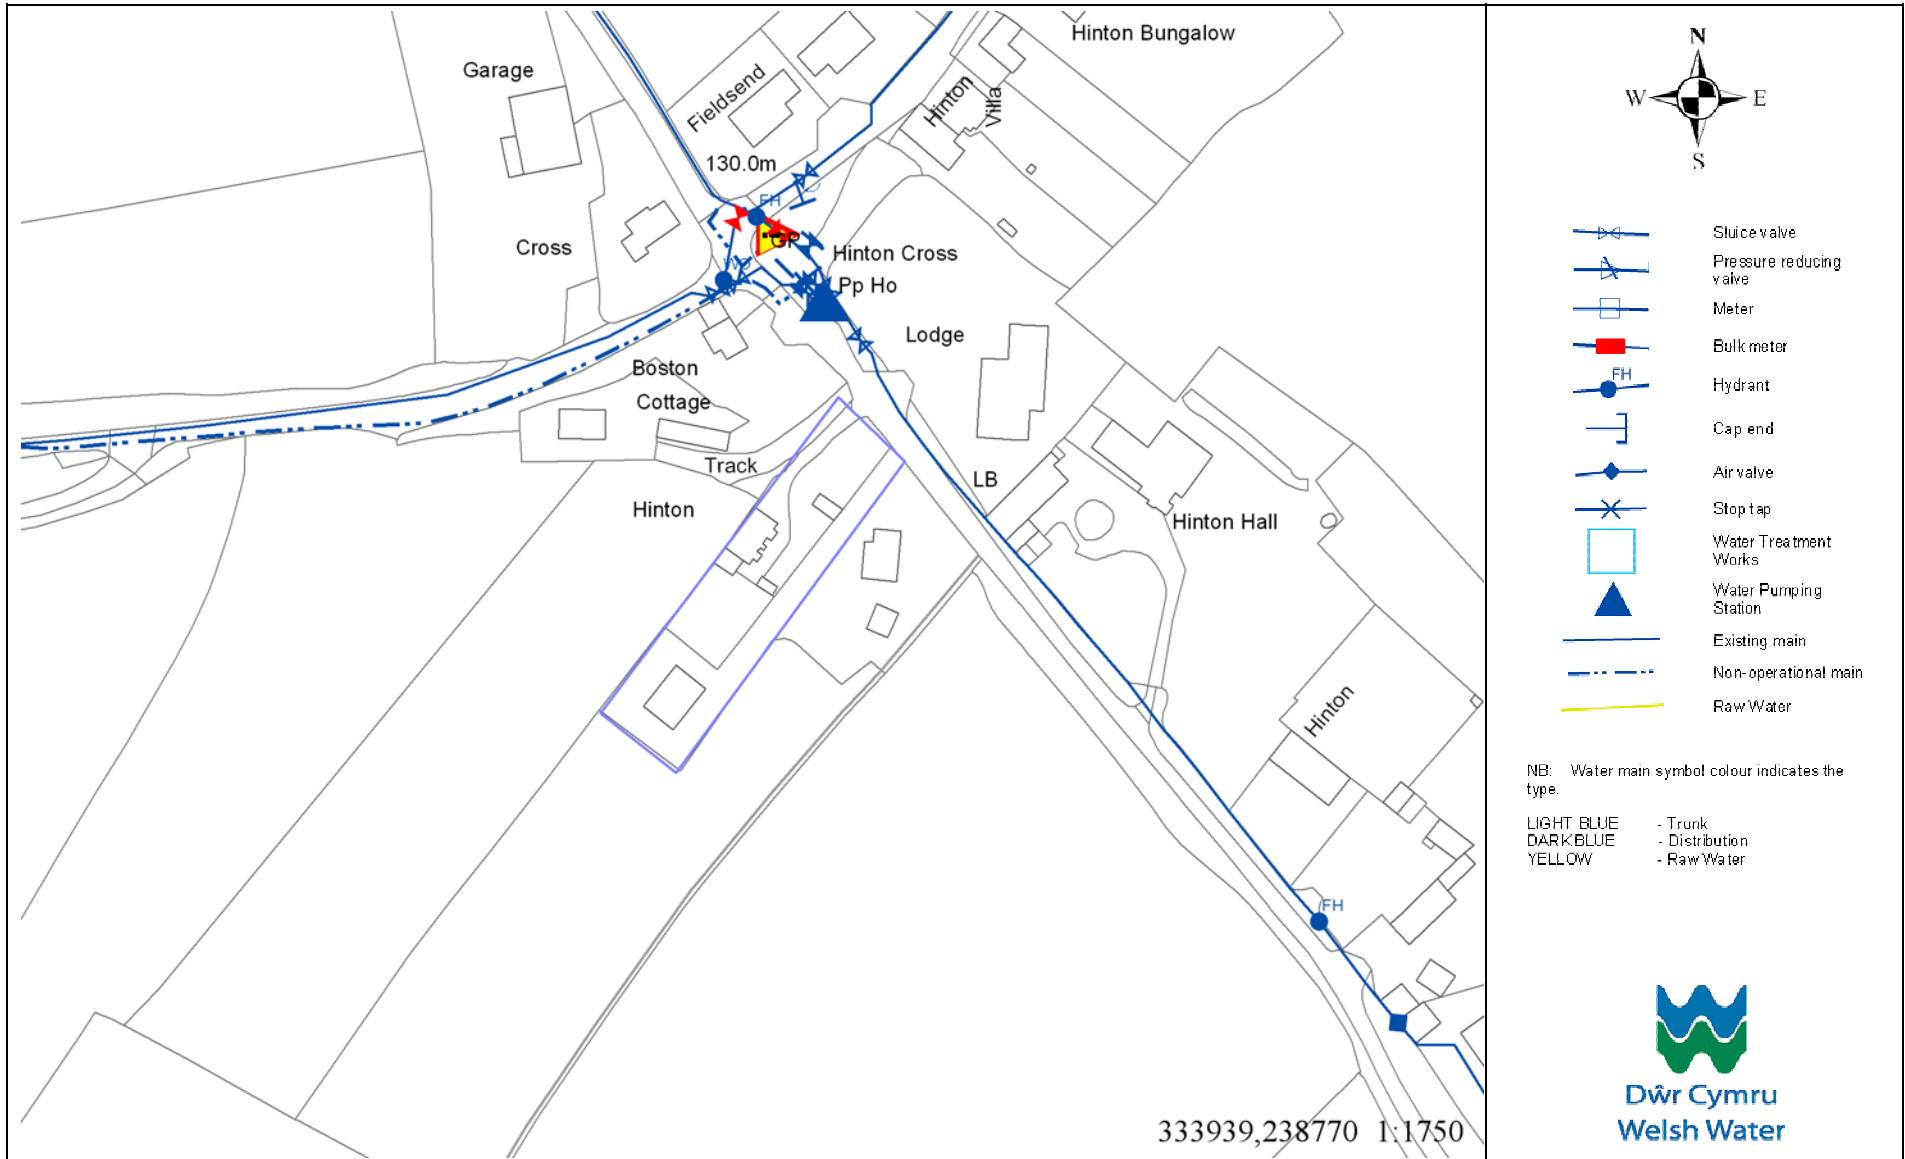 Hinton Bungalow
Garage
Fieldsend
Hinton
Villa
130.0m
FH
GP
Cross
Hinton Cross
WO
Pp Ho
Lodge
Boston
Cottage
Track
LB
Hinton
Hinton Hall
Hinton
FH
333939,238770 1:1750
N
W
E
S
Sluice valve
Pressure reducing
valve
Meter
Bulk meter
FH
Hydrant
Cap end
Air valve
Stop tap
Water Treatment
Works
Water Pumping
Station
Existing main
Non-operational main
Raw Water
NB: Water main symbol colour indicates the
type.
LIGHT BLUE - Trunk
DARK BLUE - Distribution
YELLOW - Raw Water
Dŵr Cymru
Welsh Water